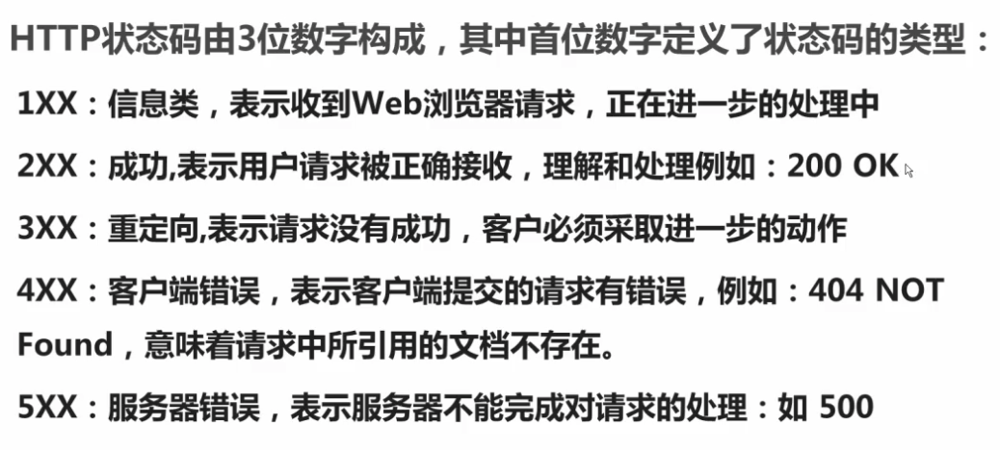 HTTP状态码由3位数字构成，其中首位数字定义了状态码的类型：
1XX：信息类，表示收到Web浏览器请求，正在进一步的处理中
2XX：成功,表示用户请求被正确接收，理解和处理例如：200 OK
3XX：重定向,表示请求没有成功，客户必须采取进一步的动作
4XX：客户端错误，表示客户端提交的请求有错误，例如：404 NOT
Found，意味着请求中所引用的文档不存在。
5XX：服务器错误，表示服务器不能完成对请求的处理：如 500